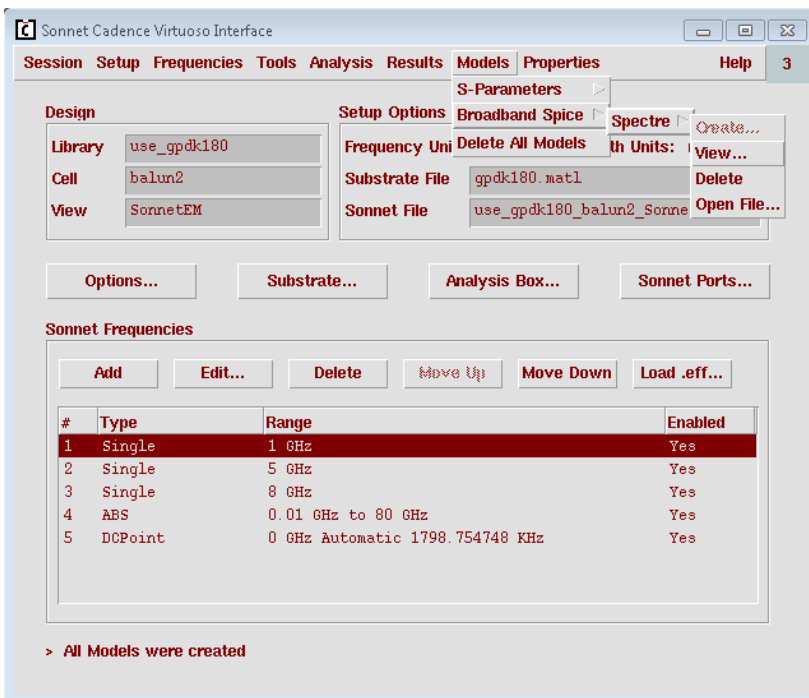 Sonnet Cadence Virtuoso Interface
Session Setup Frequencies Tools Analysis Results Models Properties Help 3
S-Parameters
Broadband Spice
Delete All Models
Spectre
Create...
View...
Delete
Open File...
Design
Library use_gpdk180
Cell balun2
View SonnetEM
Setup Options
Frequency Uni th Units:
Substrate File gpdk180.matl
Sonnet File use_gpdk180_balun2_Sonne
Options... Substrate... Analysis Box... Sonnet Ports...
Sonnet Frequencies
Add Edit... Delete Move Up Move Down Load .eff...
# Type Range Enabled
1 Single 1 GHz Yes
2 Single 5 GHz Yes
3 Single 8 GHz Yes
4 ABS 0.01 GHz to 80 GHz Yes
5 DCPoint 0 GHz Automatic 1798.754748 KHz Yes
> All Models were created